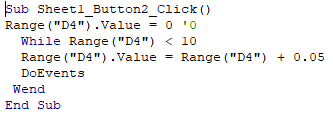 Sub Sheet1_Button2_Click()
Range("D4").Value = 0 '0
While Range("D4") < 10
Range("D4").Value = Range("D4") + 0.05
DoEvents
Wend
End Sub